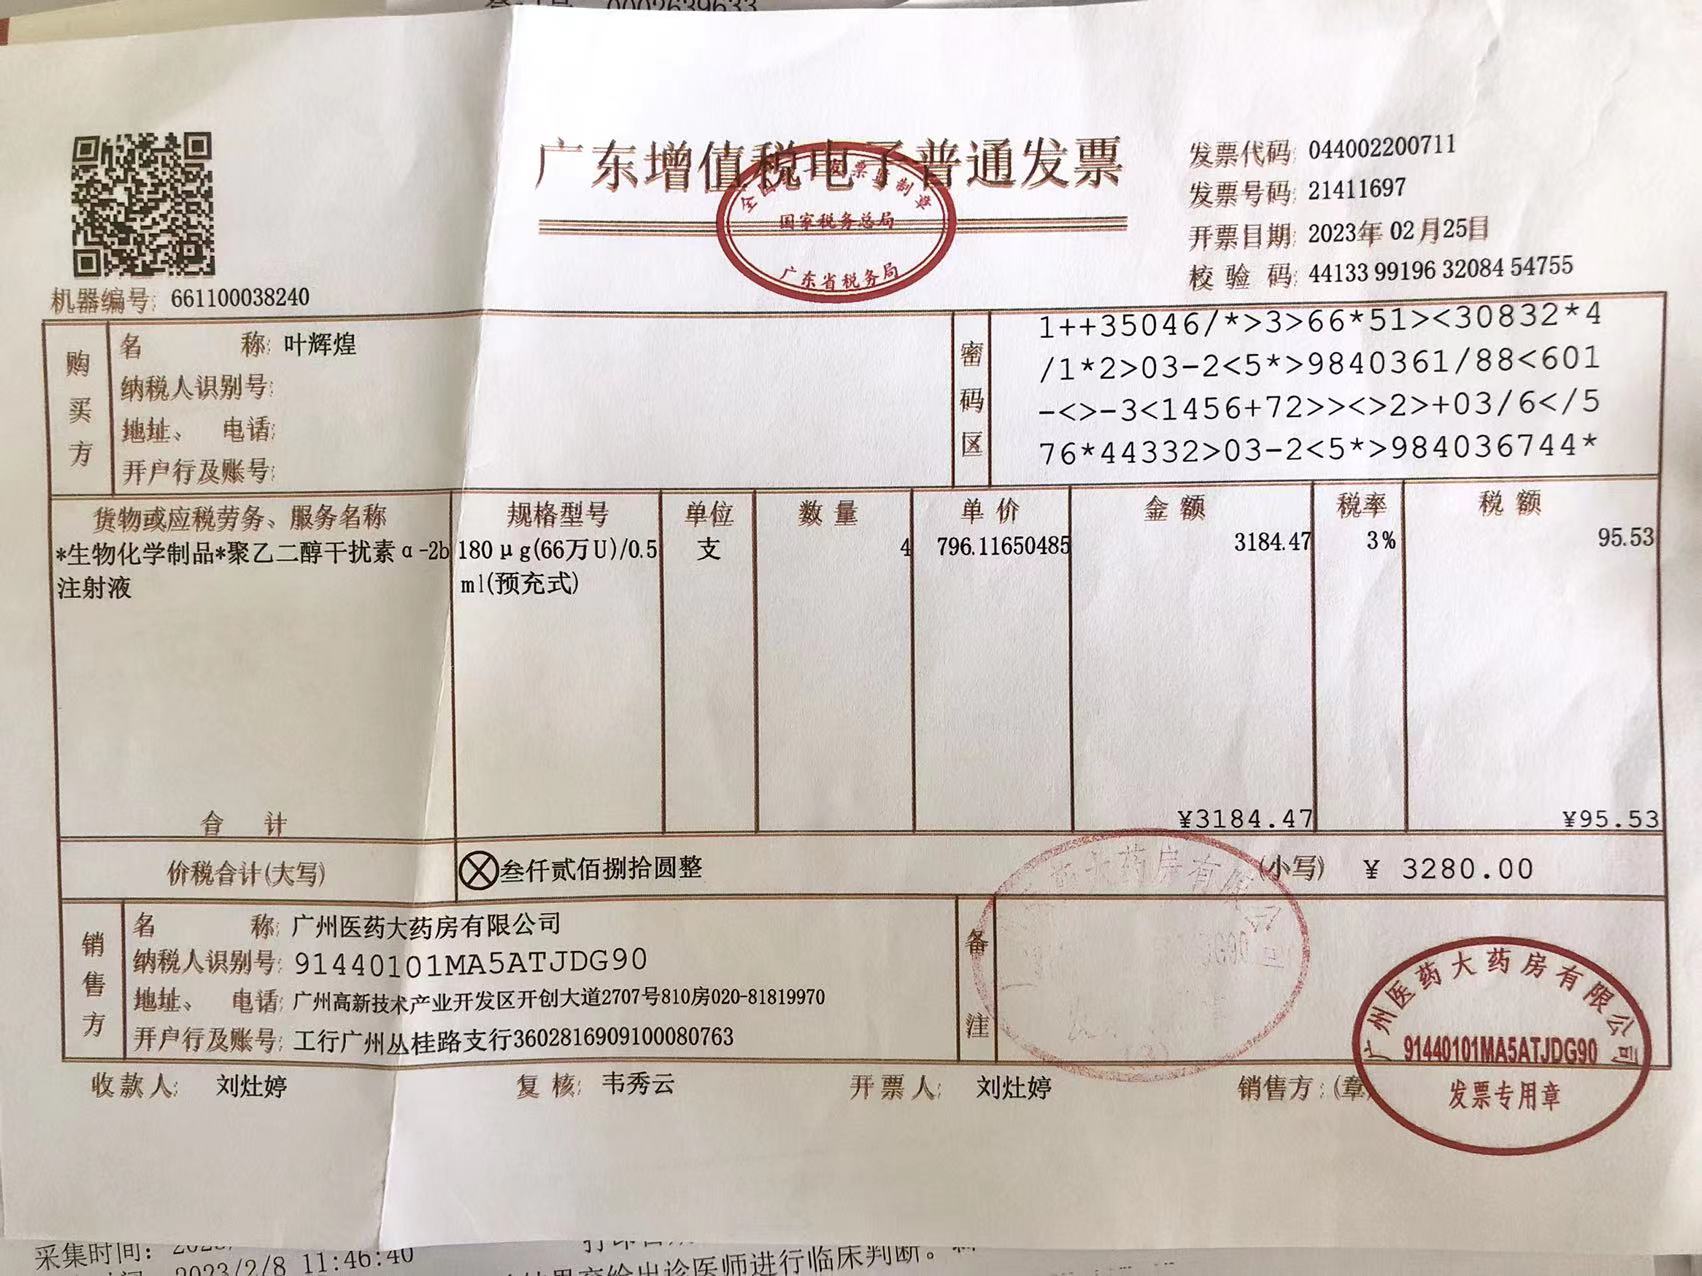 0002639633
广东增值税电子普通发票
国家税务总局
广东省税务局
发票代码: 044002200711
发票号码: 21411697
开票日期: 2023年 02月25日
校 验 码: 44133 99196 32084 54755
机器编号: 661100038240
购买方
名 称: 叶辉煌
纳税人识别号:
地址、 电话:
开户行及账号:
密码区
1++35046/*>3>66*51><30832*4
/1*2>03-2<5*>9840361/88<601
-<>-3<1456+72>><>2>+03/6</5
76*44332>03-2<5*>984036744*
货物或应税劳务、服务名称 规格型号 单位 数 量 单 价 金 额 税率 税 额
*生物化学制品*聚乙二醇干扰素α-2b 180μg(66万U)/0.5 支 4 796.11650485 3184.47 3% 95.53
注射液 ml(预充式)
合 计 ¥3184.47 ¥95.53
价税合计(大写) ⊗叁仟贰佰捌拾圆整 (小写) ¥ 3280.00
销售方
名 称: 广州医药大药房有限公司
纳税人识别号: 91440101MA5ATJDG90
地址、 电话: 广州高新技术产业开发区开创大道2707号810房020-81819970
开户行及账号: 工行广州丛桂路支行3602816909100080763
备注
大药房有限公司
广州医药大药房有限公司
91440101MA5ATJDG90
发票专用章
收款人: 刘灶婷 复核: 韦秀云 开票人: 刘灶婷 销售方:(章)
采集时间:
2023/2/8 11:46:40
出诊医师进行临床判断。